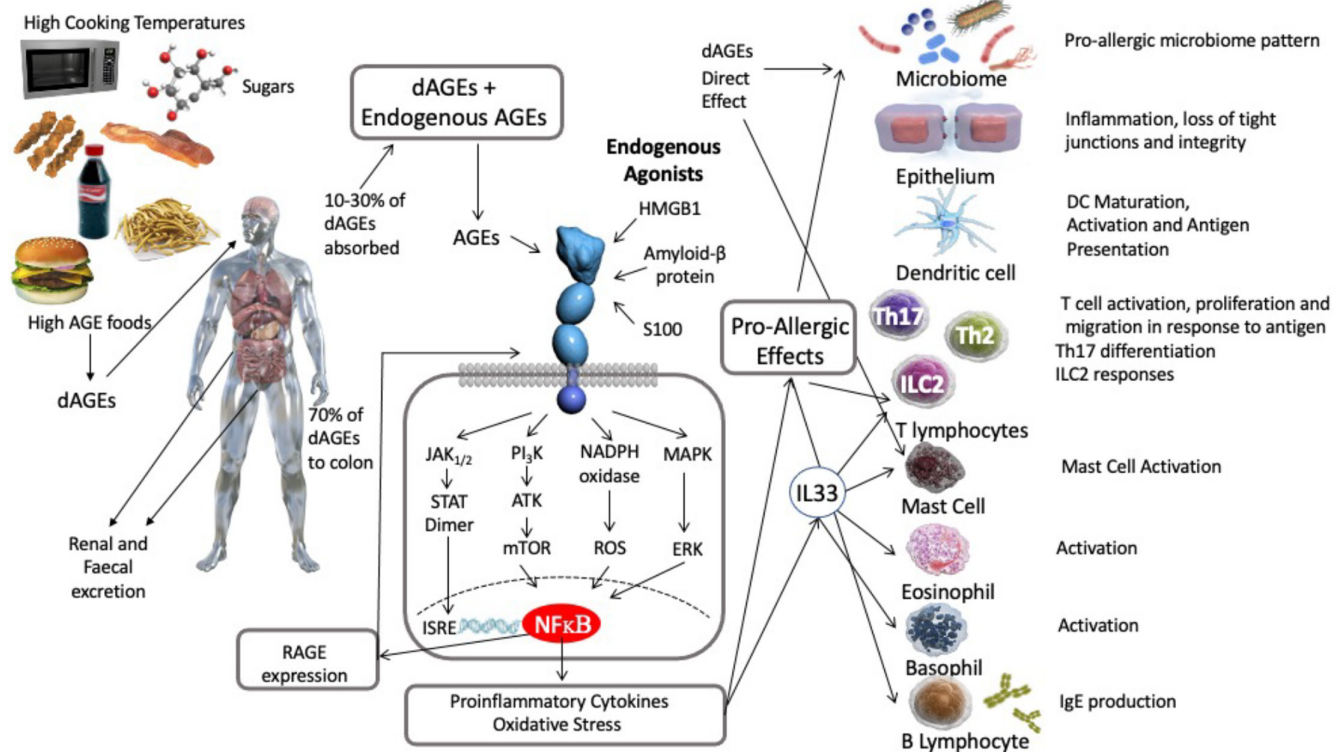 High Cooking Temperatures
Sugars
High AGE foods
dAGEs
10-30% of
dAGEs
absorbed
70% of
dAGEs
to colon
Renal and
Faecal
excretion
dAGEs +
Endogenous AGEs
AGEs
Endogenous
Agonists
HMGB1
Amyloid-β
protein
S100
JAK1/2
STAT
Dimer
ISRE
PI3K
ATK
mTOR
NADPH
oxidase
ROS
MAPK
ERK
NFκB
RAGE
expression
Proinflammatory Cytokines
Oxidative Stress
dAGEs
Direct
Effect
Pro-Allergic
Effects
IL33
Microbiome
Pro-allergic microbiome pattern
Epithelium
Inflammation, loss of tight
junctions and integrity
Dendritic cell
DC Maturation,
Activation and Antigen
Presentation
Th17
Th2
ILC2
T lymphocytes
T cell activation, proliferation and
migration in response to antigen
Th17 differentiation
ILC2 responses
Mast Cell
Mast Cell Activation
Eosinophil
Activation
Basophil
Activation
B Lymphocyte
IgE production